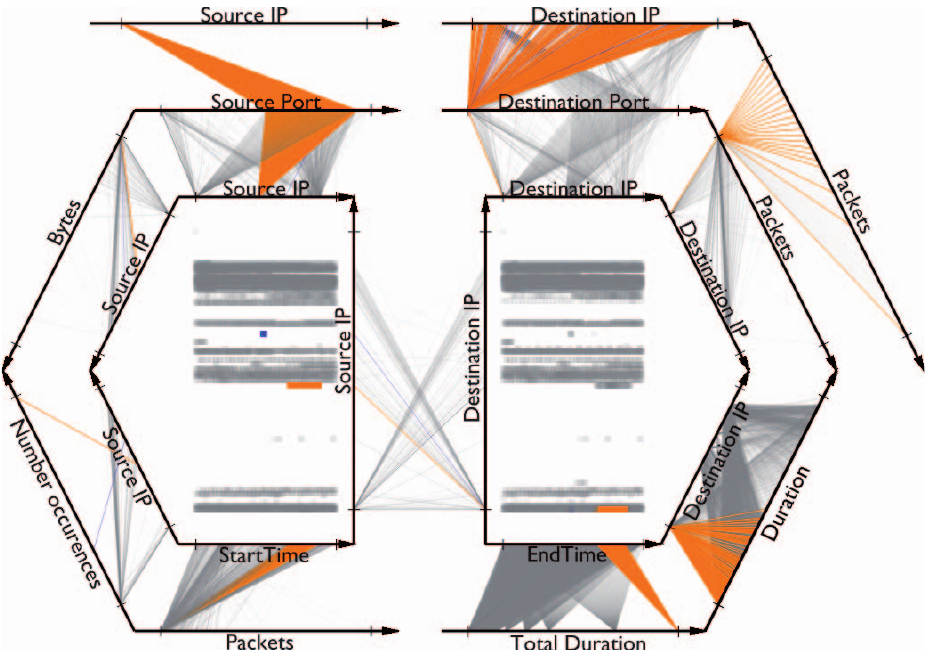 Source IP
Destination IP
Source Port
Destination Port
Source IP
Destination IP
Bytes
Source IP
Source IP
Destination IP
Destination IP
Packets
Packets
Number occurences
Source IP
Destination IP
Duration
StartTime
EndTime
Packets
Total Duration